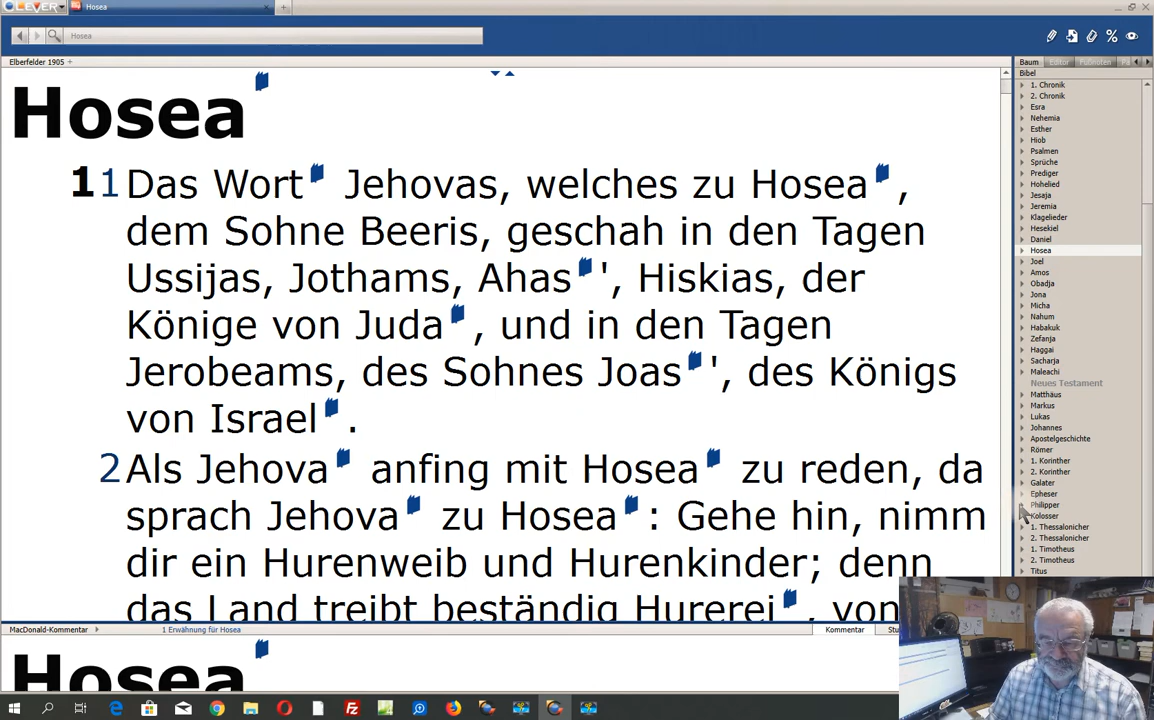 CLEVER
Hosea
Hosea
Elberfelder 1905 +
Hosea
1 1 Das Wort Jehovas, welches zu Hosea,
dem Sohne Beeris, geschah in den Tagen
Ussijas, Jothams, Ahas', Hiskias, der
Könige von Juda, und in den Tagen
Jerobeams, des Sohnes Joas', des Königs
von Israel.
2 Als Jehova anfing mit Hosea zu reden, da
sprach Jehova zu Hosea: Gehe hin, nimm
dir ein Hurenweib und Hurenkinder; denn
das Land treibt beständig Hurerei, von
MacDonald-Kommentar
1 Erwähnung für Hosea
Kommentar
Hosea
Baum Editor Fußnoten
Bibel
1. Chronik
2. Chronik
Esra
Nehemia
Esther
Hiob
Psalmen
Sprüche
Prediger
Hohelied
Jesaja
Jeremia
Klagelieder
Hesekiel
Daniel
Hosea
Joel
Amos
Obadja
Jona
Micha
Nahum
Habakuk
Zefanja
Haggai
Sacharja
Maleachi
Neues Testament
Matthäus
Markus
Lukas
Johannes
Apostelgeschichte
Römer
1. Korinther
2. Korinther
Galater
Epheser
Philipper
Kolosser
1. Thessalonicher
2. Thessalonicher
1. Timotheus
2. Timotheus
Titus